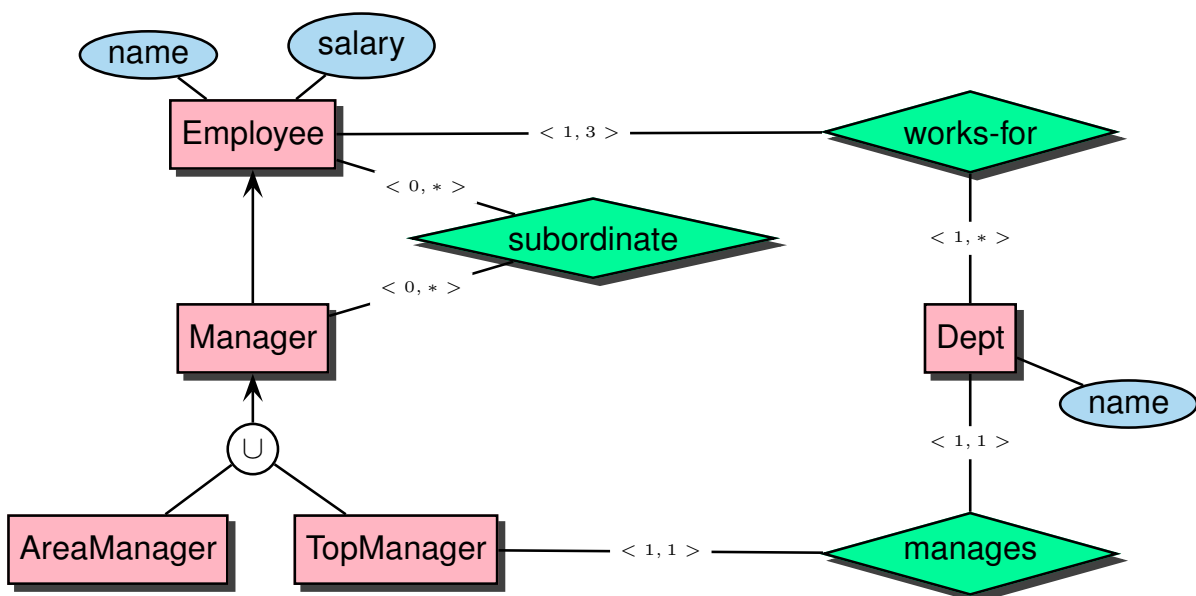 name
salary
Employee
< 1, 3 >
works-for
< 0, ∗ >
subordinate
< 1, ∗ >
< 0, ∗ >
Manager
Dept
name
∪
< 1, 1 >
AreaManager
TopManager
< 1, 1 >
manages